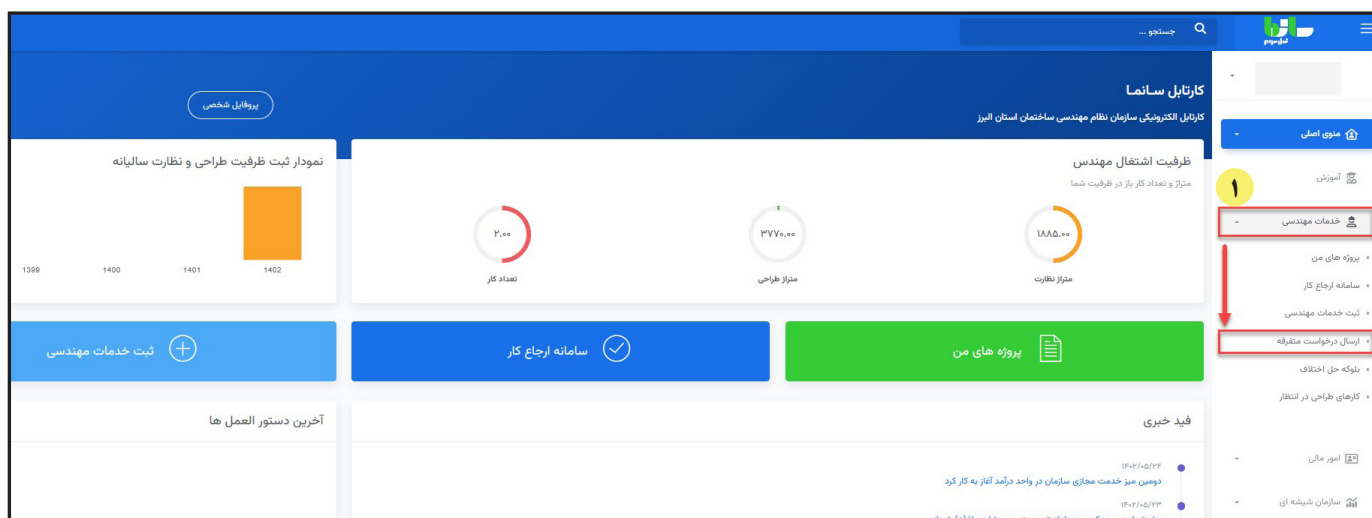 جستجو ...
سانما
نسل سوم
کارتابل سـانمـا
کارتابل الکترونیکی سازمان نظام مهندسی ساختمان استان البرز
پروفایل شخصی
منوی اصلی
آموزش
۱
خدمات مهندسی
پروژه های من
سامانه ارجاع کار
ثبت خدمات مهندسی
ارسال درخواست متفرقه
بلوکه حل اختلاف
کارهای طراحی در انتظار
امور مالی
سازمان شیشه ای
ظرفیت اشتغال مهندس
متراژ و تعداد کار باز در ظرفیت شما
۱۸۸۵.۰۰
متراژ نظارت
۳۷۷۰.۰۰
متراژ طراحی
۲.۰۰
تعداد کار
نمودار ثبت ظرفیت طراحی و نظارت سالیانه
1399 1400 1401 1402
پروژه های من
سامانه ارجاع کار
ثبت خدمات مهندسی
فید خبری
۱۴۰۲/۰۵/۲۴
دومین میز خدمت مجازی سازمان در واحد درآمد آغاز به کار کرد
۱۴۰۲/۰۵/۲۳
آخرین دستور العمل ها